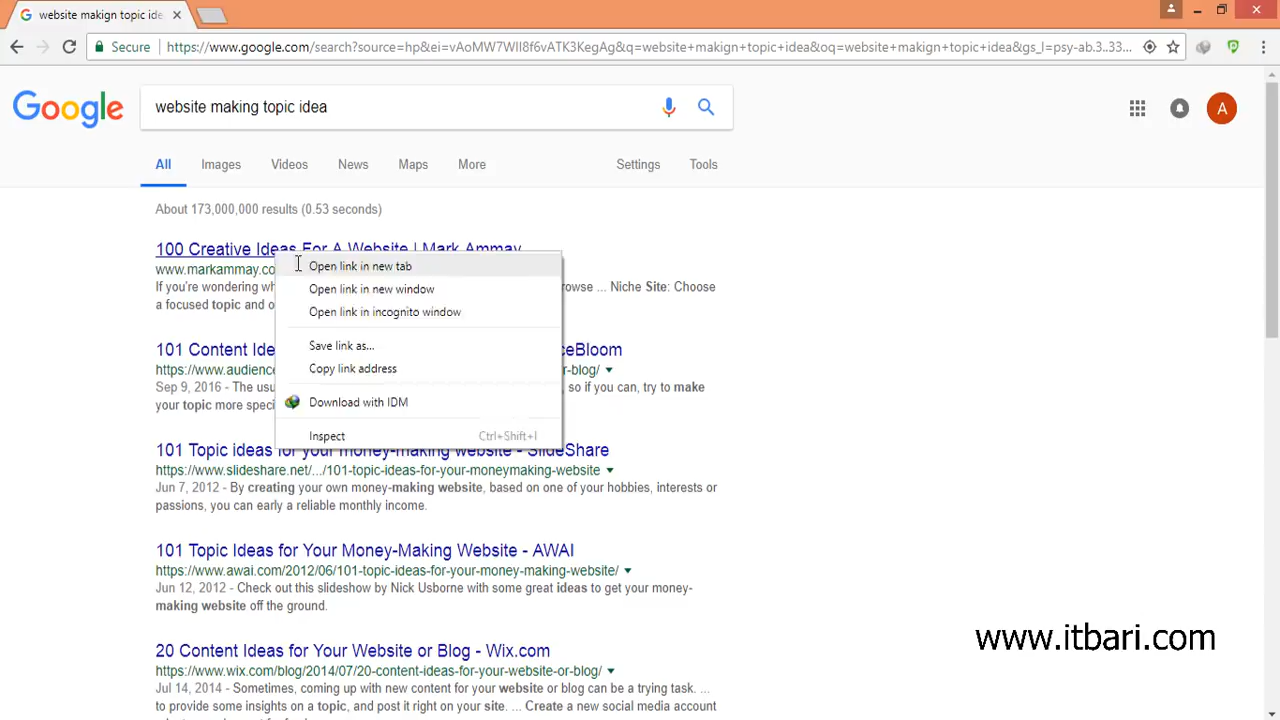 website makign topic ide
Secure
https://www.google.com/search?source=hp&ei=vAoMW7WII8f6vATK3KegAg&q=website+makign+topic+idea&oq=website+makign+topic+idea&gs_l=psy-ab.3..33...
Google
website making topic idea
A
All Images Videos News Maps More Settings Tools
About 173,000,000 results (0.53 seconds)
100 Creative Ideas For A Website | Mark Ammay
www.markammay.co
If you're wondering
rowse ... Niche Site: Choose
a focused topic and
Open link in new tab
Open link in new window
Open link in incognito window
Save link as...
Copy link address
Download with IDM
Inspect Ctrl+Shift+I
101 Content Ide
ceBloom
https://www.audience
or-blog/
Sep 9, 2016 - The usu
, so if you can, try to make
your topic more speci
101 Topic ideas for your moneymaking website - SlideShare
https://www.slideshare.net/.../101-topic-ideas-for-your-moneymaking-website
Jun 7, 2012 - By creating your own money-making website, based on one of your hobbies, interests or
passions, you can early a reliable monthly income.
101 Topic Ideas for Your Money-Making Website - AWAI
https://www.awai.com/2012/06/101-topic-ideas-for-your-money-making-website/
Jun 12, 2012 - Check out this slideshow by Nick Usborne with some great ideas to get your money-
making website off the ground.
www.itbari.com
20 Content Ideas for Your Website or Blog - Wix.com
https://www.wix.com/blog/2014/07/20-content-ideas-for-your-website-or-blog/
Jul 14, 2014 - Sometimes, coming up with new content for your website or blog can be a trying task. ...
to provide some insights on a topic, and post it right on your site. ... Create a new social media account